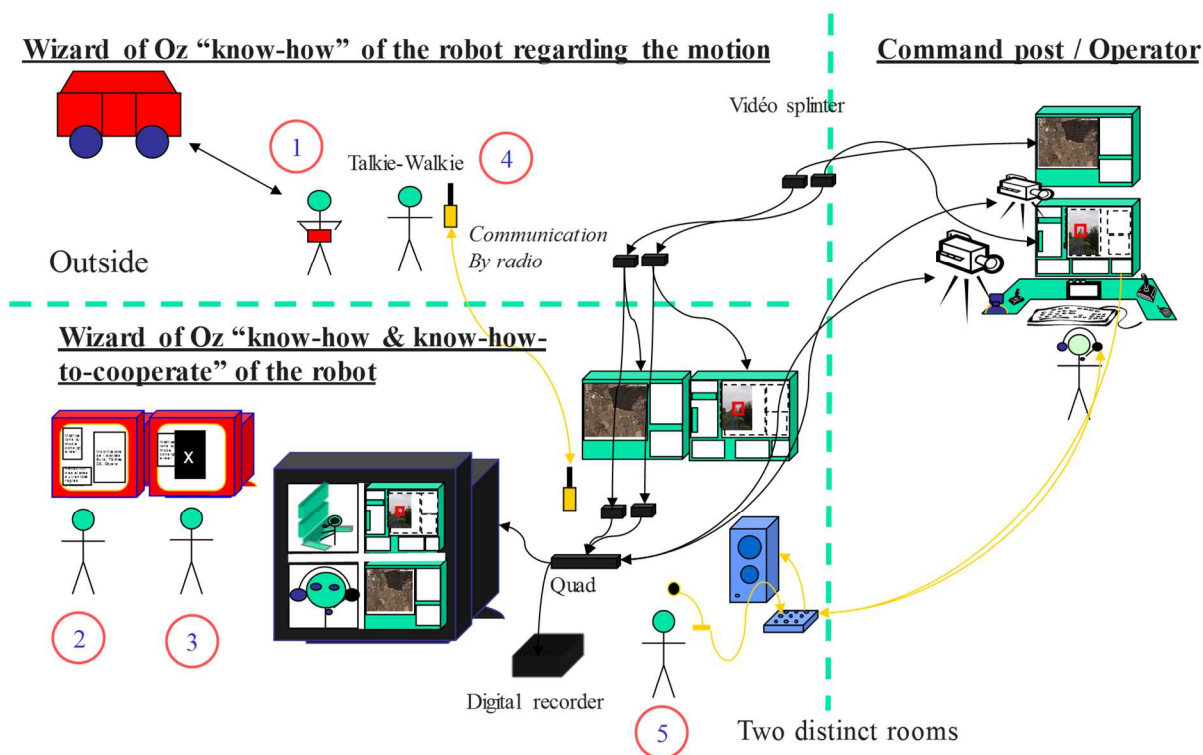 Wizard of Oz “know-how” of the robot regarding the motion
Command post / Operator
Vidéo splinter
1
4
Talkie-Walkie
Communication
By radio
Outside
Wizard of Oz “know-how & know-how-
to-cooperate” of the robot
X
2
3
Quad
Digital recorder
5
Two distinct rooms